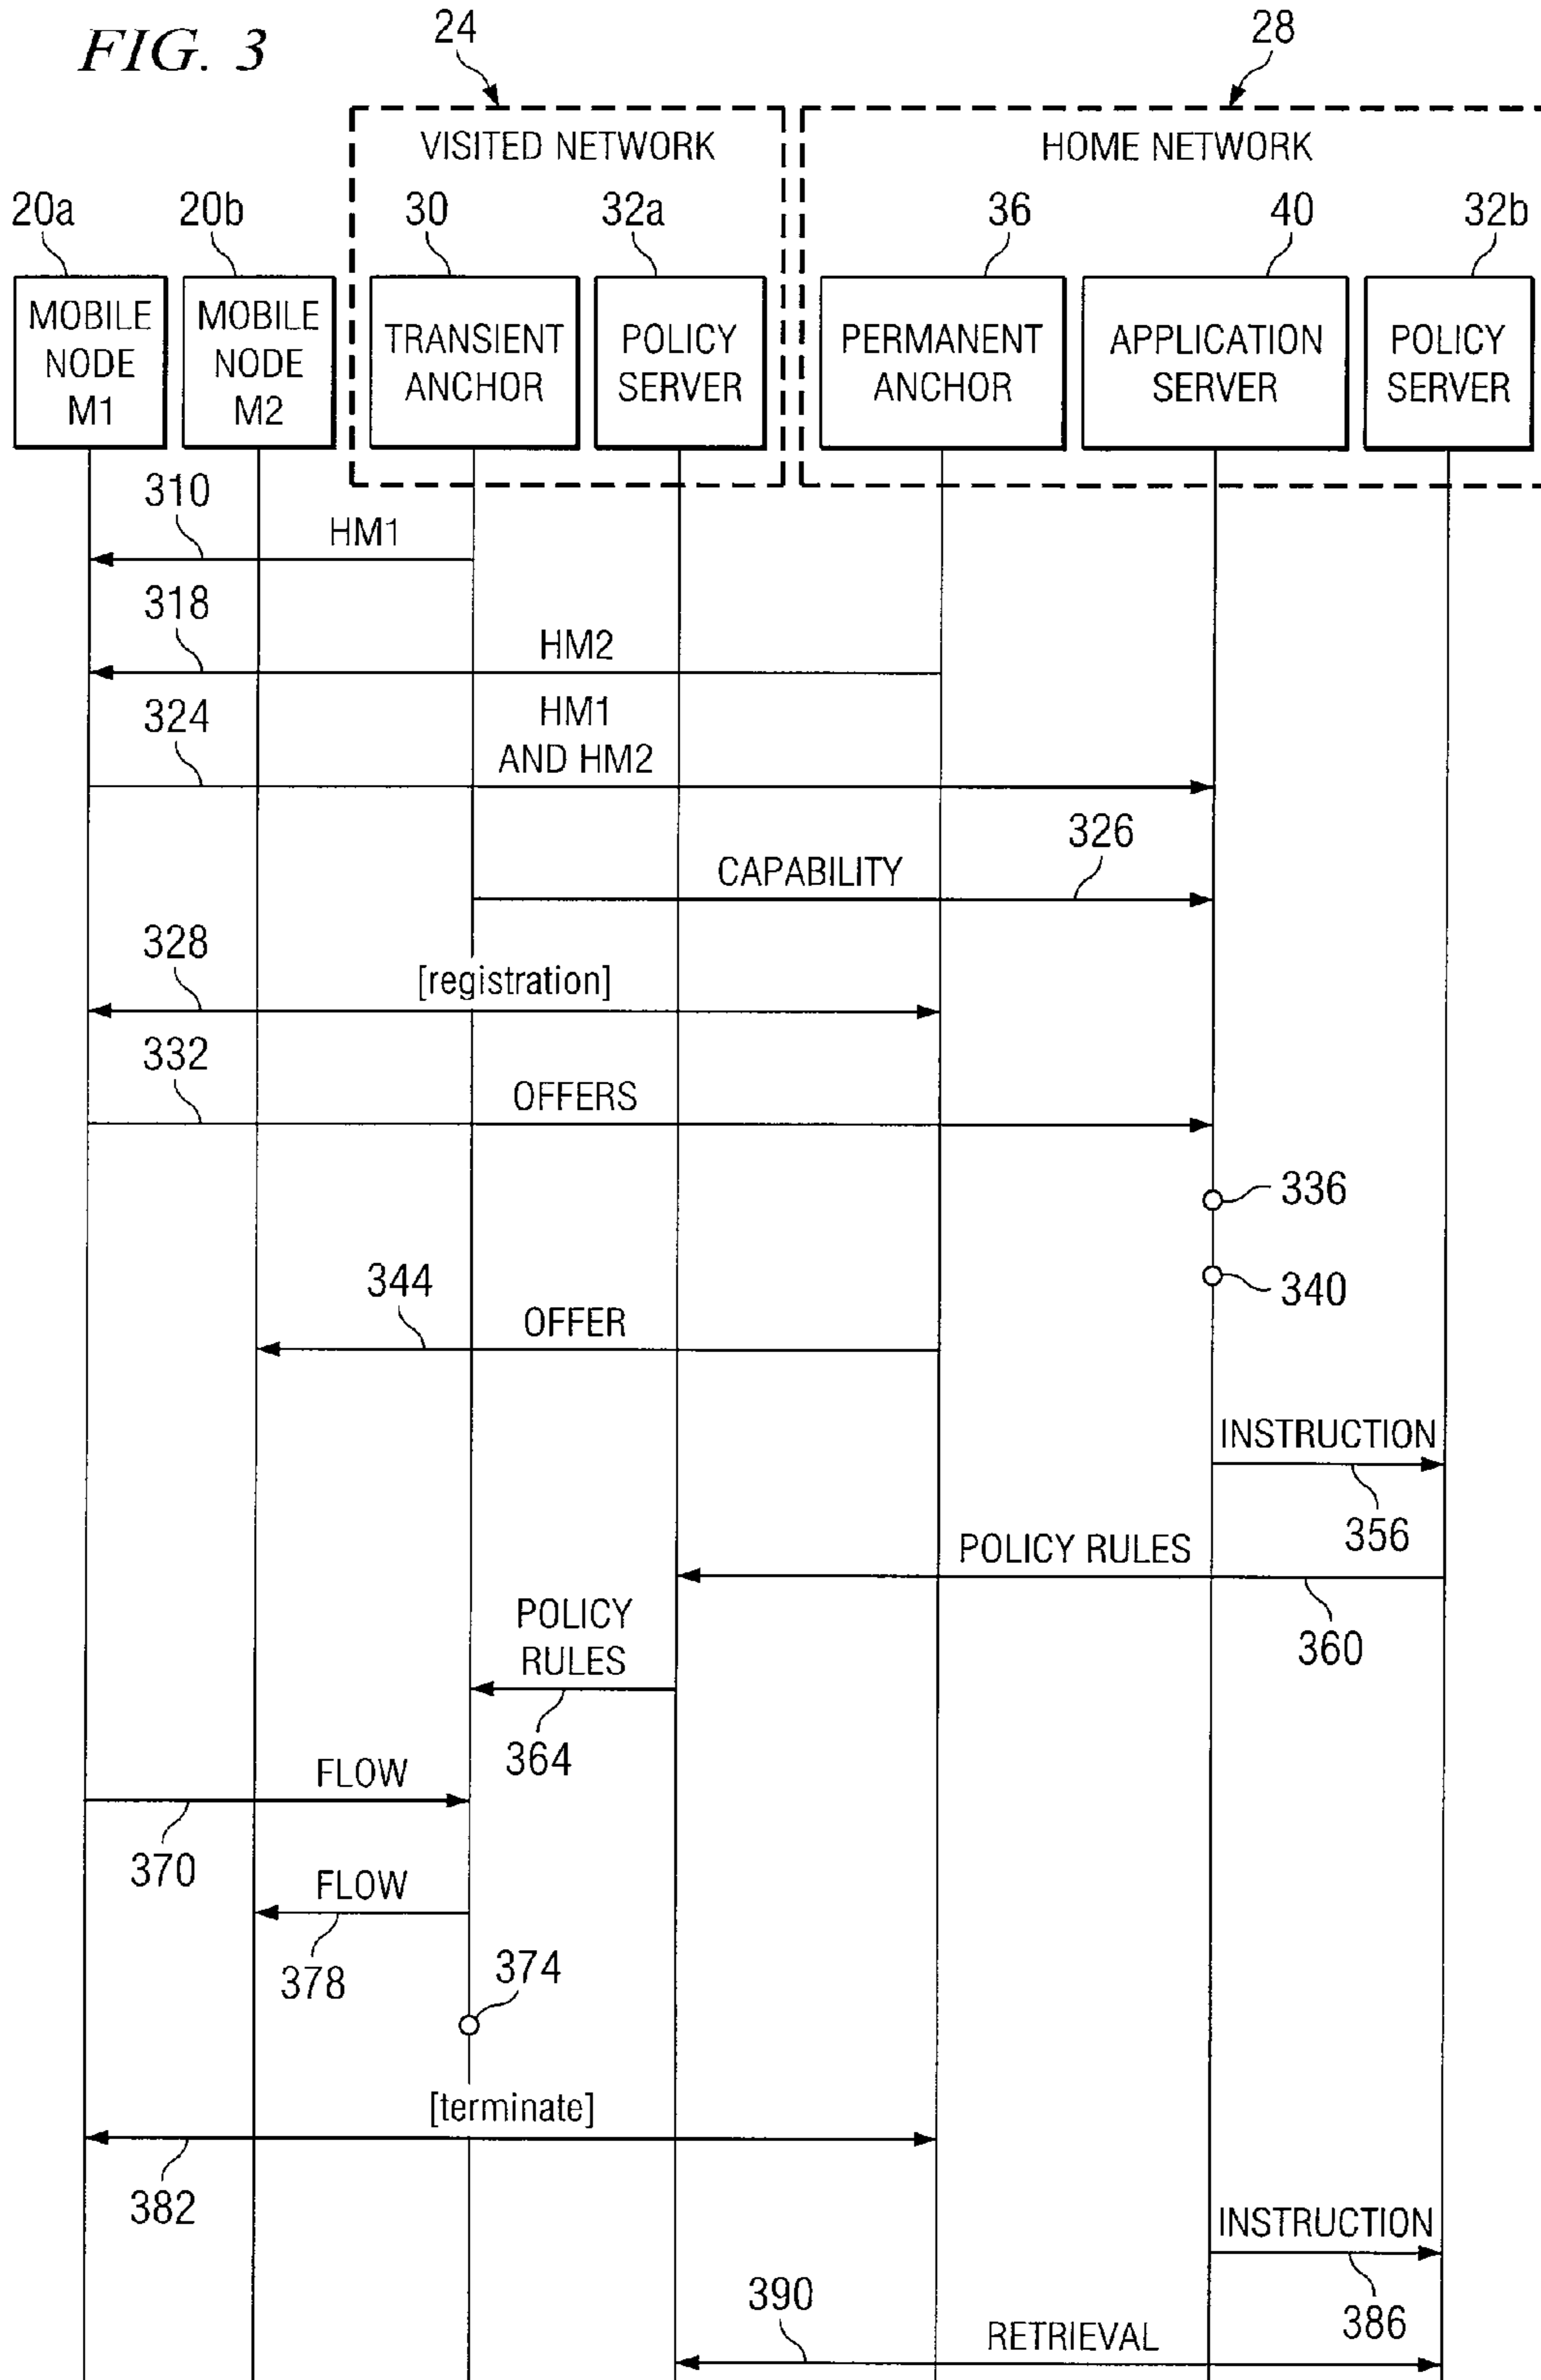 FIG. 3
24
28
VISITED NETWORK
HOME NETWORK
20a
20b
30
32a
36
40
32b
MOBILE
NODE
M1
MOBILE
NODE
M2
TRANSIENT
ANCHOR
POLICY
SERVER
PERMANENT
ANCHOR
APPLICATION
SERVER
POLICY
SERVER
310
HM1
318
HM2
324
HM1
AND HM2
326
CAPABILITY
328
[registration]
332
OFFERS
336
340
344
OFFER
INSTRUCTION
356
POLICY RULES
360
POLICY
RULES
364
FLOW
370
FLOW
378
374
[terminate]
382
INSTRUCTION
386
390
RETRIEVAL